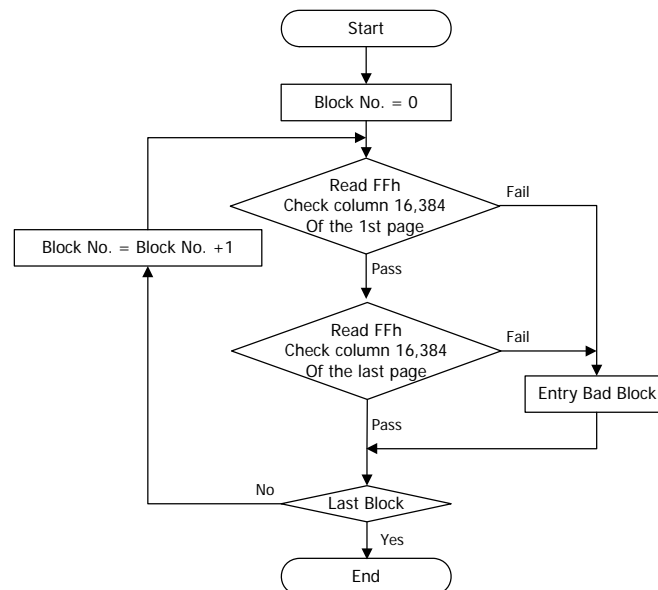 Start
Block No. = 0
Read FFh
Check column 16,384
Of the 1st page
Fail
Block No. = Block No. +1
Pass
Read FFh
Check column 16,384
Of the last page
Fail
Entry Bad Block
Pass
No
Last Block
Yes
End